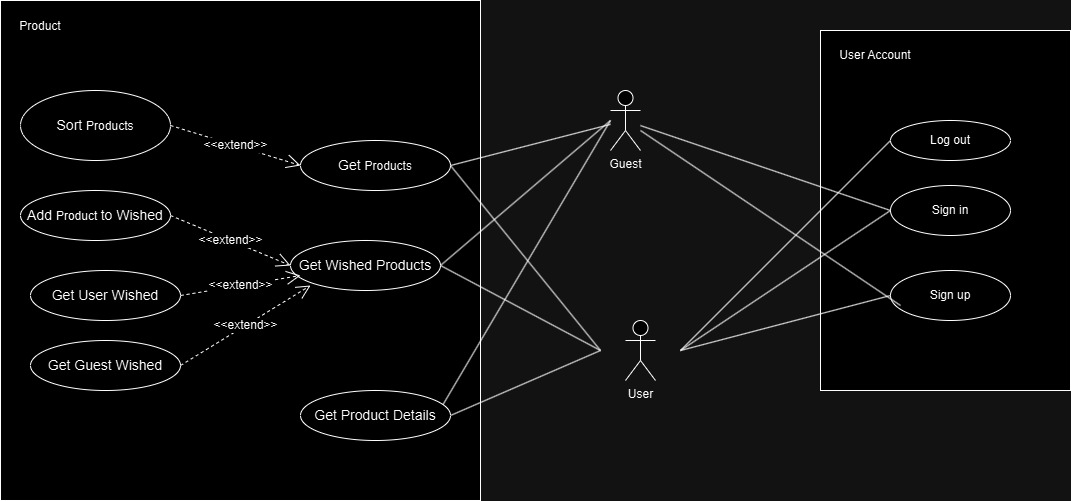 Product
User Account
Sort Products
<<extend>>
Get Products
Guest
Log out
Add Product to Wished
<<extend>>
Sign in
Get Wished Products
Get User Wished
<<extend>>
Sign up
<<extend>>
Get Guest Wished
User
Get Product Details